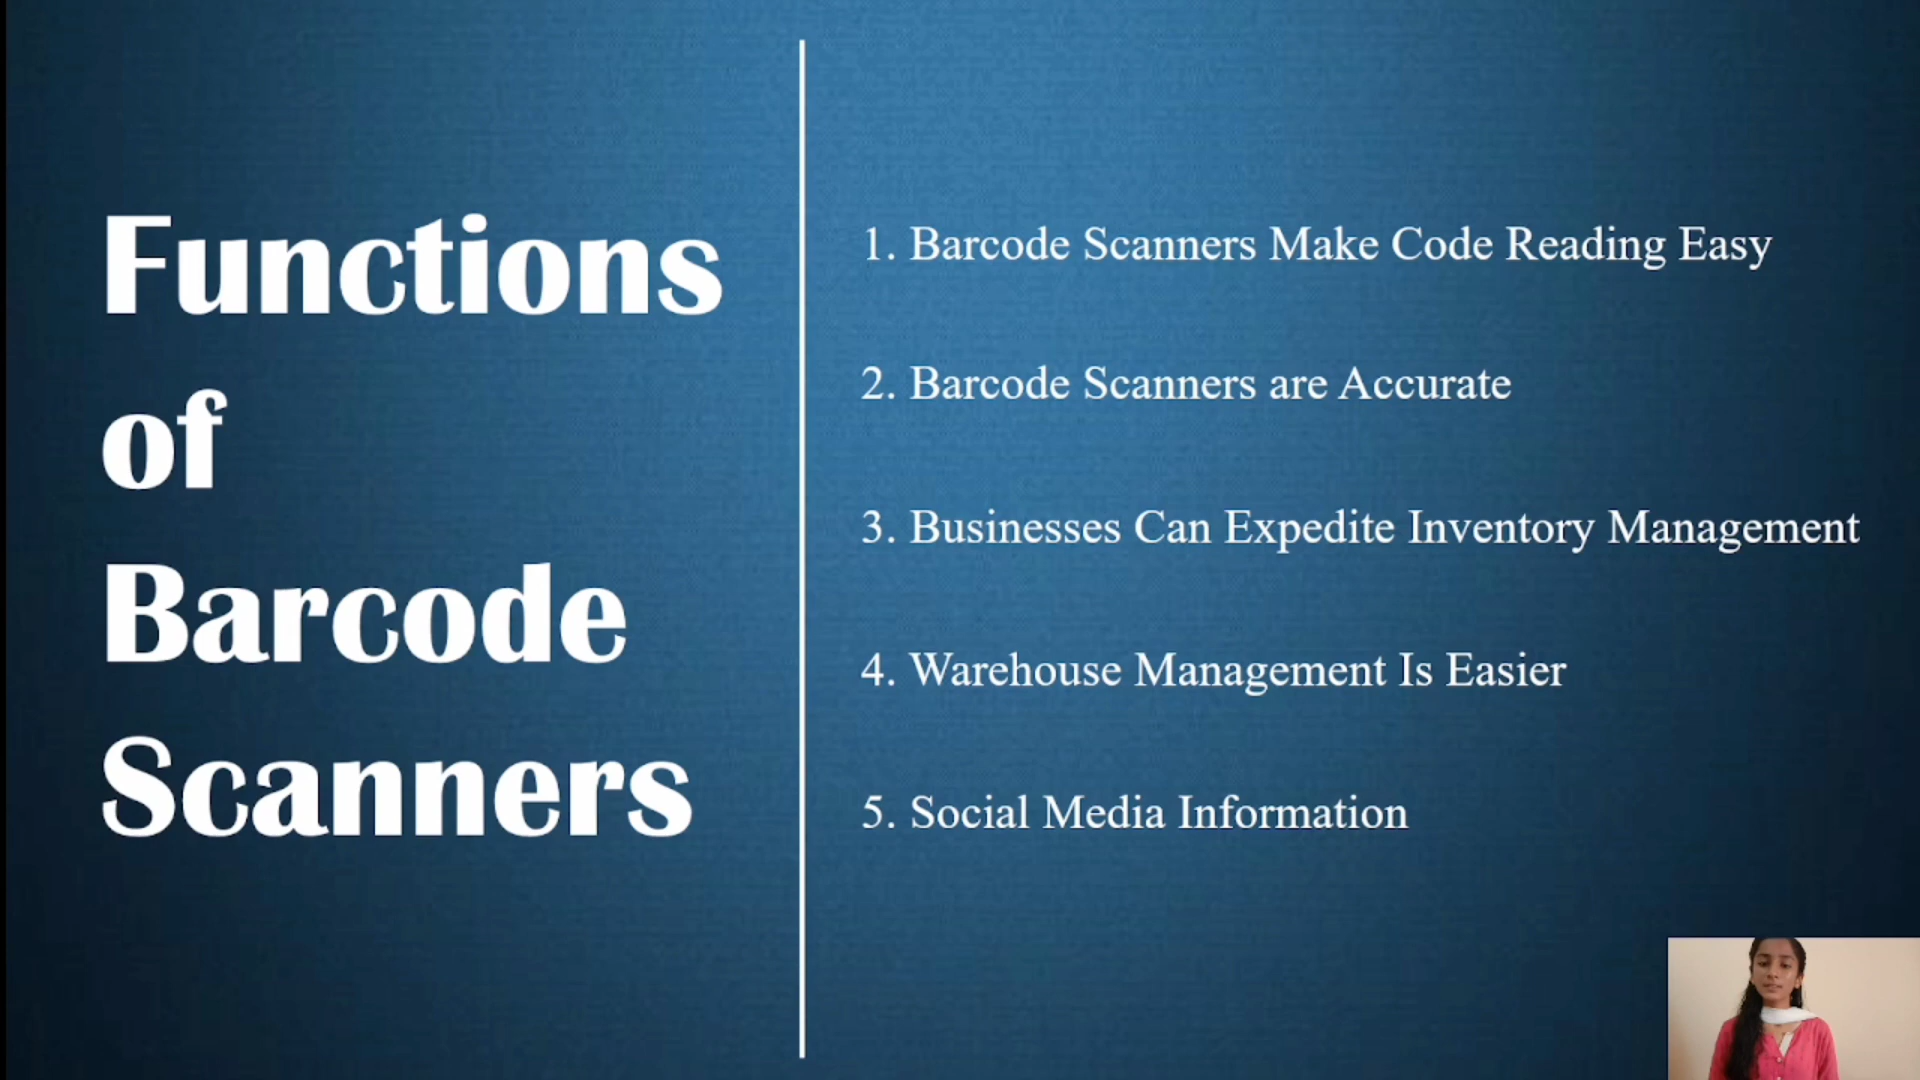 Functions
of
Barcode
Scanners
1. Barcode Scanners Make Code Reading Easy
2. Barcode Scanners are Accurate
3. Businesses Can Expedite Inventory Management
4. Warehouse Management Is Easier
5. Social Media Information